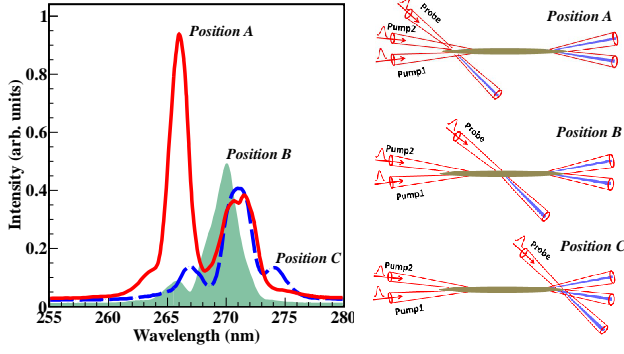 1
0.8
0.6
0.4
0.2
0
255
260
265
270
275
280
Wavelength (nm)
Intensity (arb. units)
Position A
Position B
Position C
Probe
Pump2
Pump1
Position A
Probe
Pump2
Pump1
Position B
Probe
Pump2
Pump1
Position C